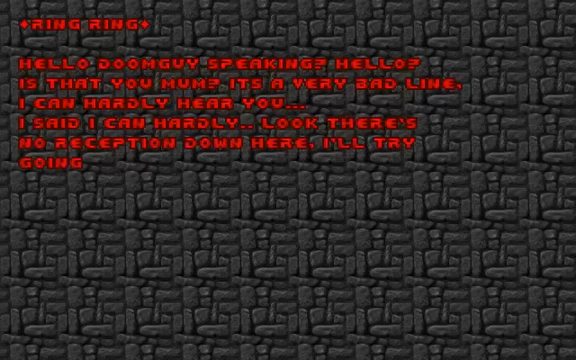 *RING RING*
HELLO DOOMGUY SPEAKING? HELLO?
IS THAT YOU MUM? ITS A VERY BAD LINE,
I CAN HARDLY HEAR YOU...
I SAID I CAN HARDLY.. LOOK THERE'S
NO RECEPTION DOWN HERE, I'LL TRY
GOING